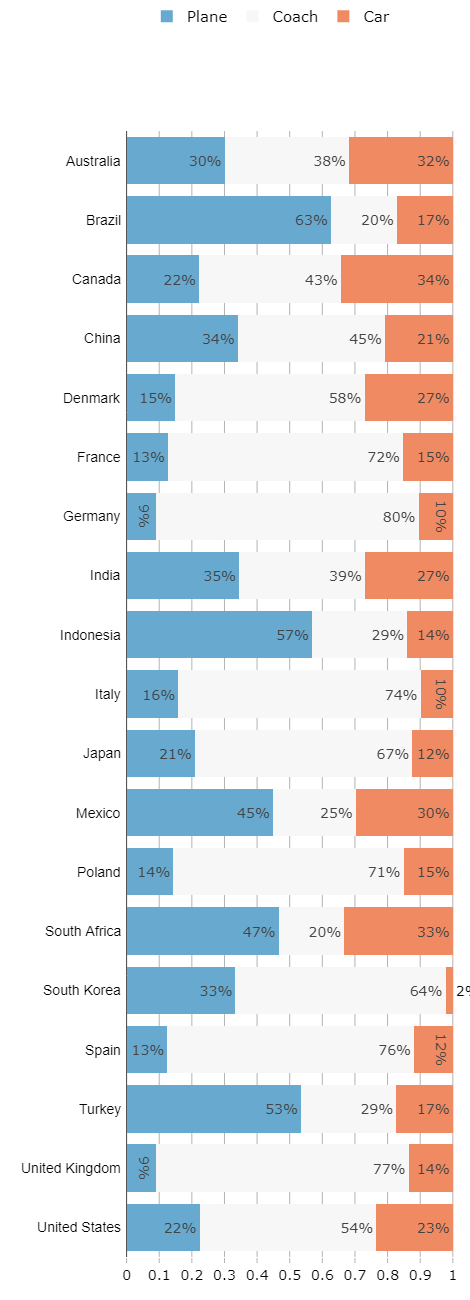 Plane Coach Car
Australia 30% 38% 32%
Brazil 63% 20% 17%
Canada 22% 43% 34%
China 34% 45% 21%
Denmark 15% 58% 27%
France 13% 72% 15%
Germany 9% 80% 10%
India 35% 39% 27%
Indonesia 57% 29% 14%
Italy 16% 74% 10%
Japan 21% 67% 12%
Mexico 45% 25% 30%
Poland 14% 71% 15%
South Africa 47% 20% 33%
South Korea 33% 64% 2%
Spain 13% 76% 12%
Turkey 53% 29% 17%
United Kingdom 9% 77% 14%
United States 22% 54% 23%
0 0.1 0.2 0.3 0.4 0.5 0.6 0.7 0.8 0.9 1